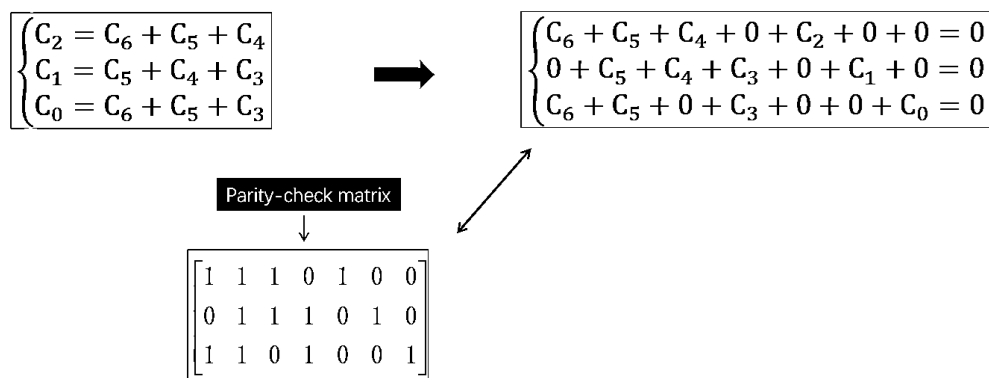 C₂ = C₆ + C₅ + C₄
C₁ = C₅ + C₄ + C₃
C₀ = C₆ + C₅ + C₃
C₆ + C₅ + C₄ + 0 + C₂ + 0 + 0 = 0
0 + C₅ + C₄ + C₃ + 0 + C₁ + 0 = 0
C₆ + C₅ + 0 + C₃ + 0 + 0 + C₀ = 0
Parity-check matrix
1 1 1 0 1 0 0
0 1 1 1 0 1 0
1 1 0 1 0 0 1